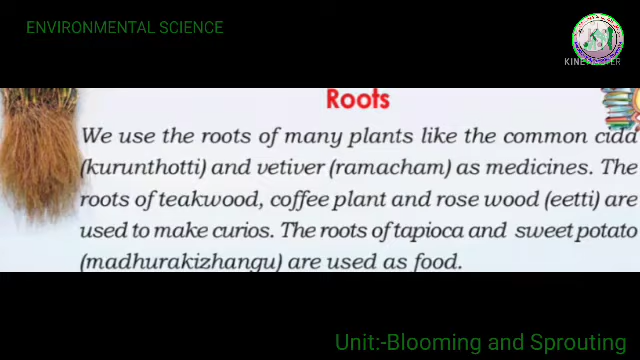 ENVIRONMENTAL SCIENCE
KINEMASTER
Roots
We use the roots of many plants like the common cida
(kurunthotti) and vetiver (ramacham) as medicines. The
roots of teakwood, coffee plant and rose wood (eetti) are
used to make curios. The roots of tapioca and sweet potato
(madhurakizhangu) are used as food.
Unit:-Blooming and Sprouting